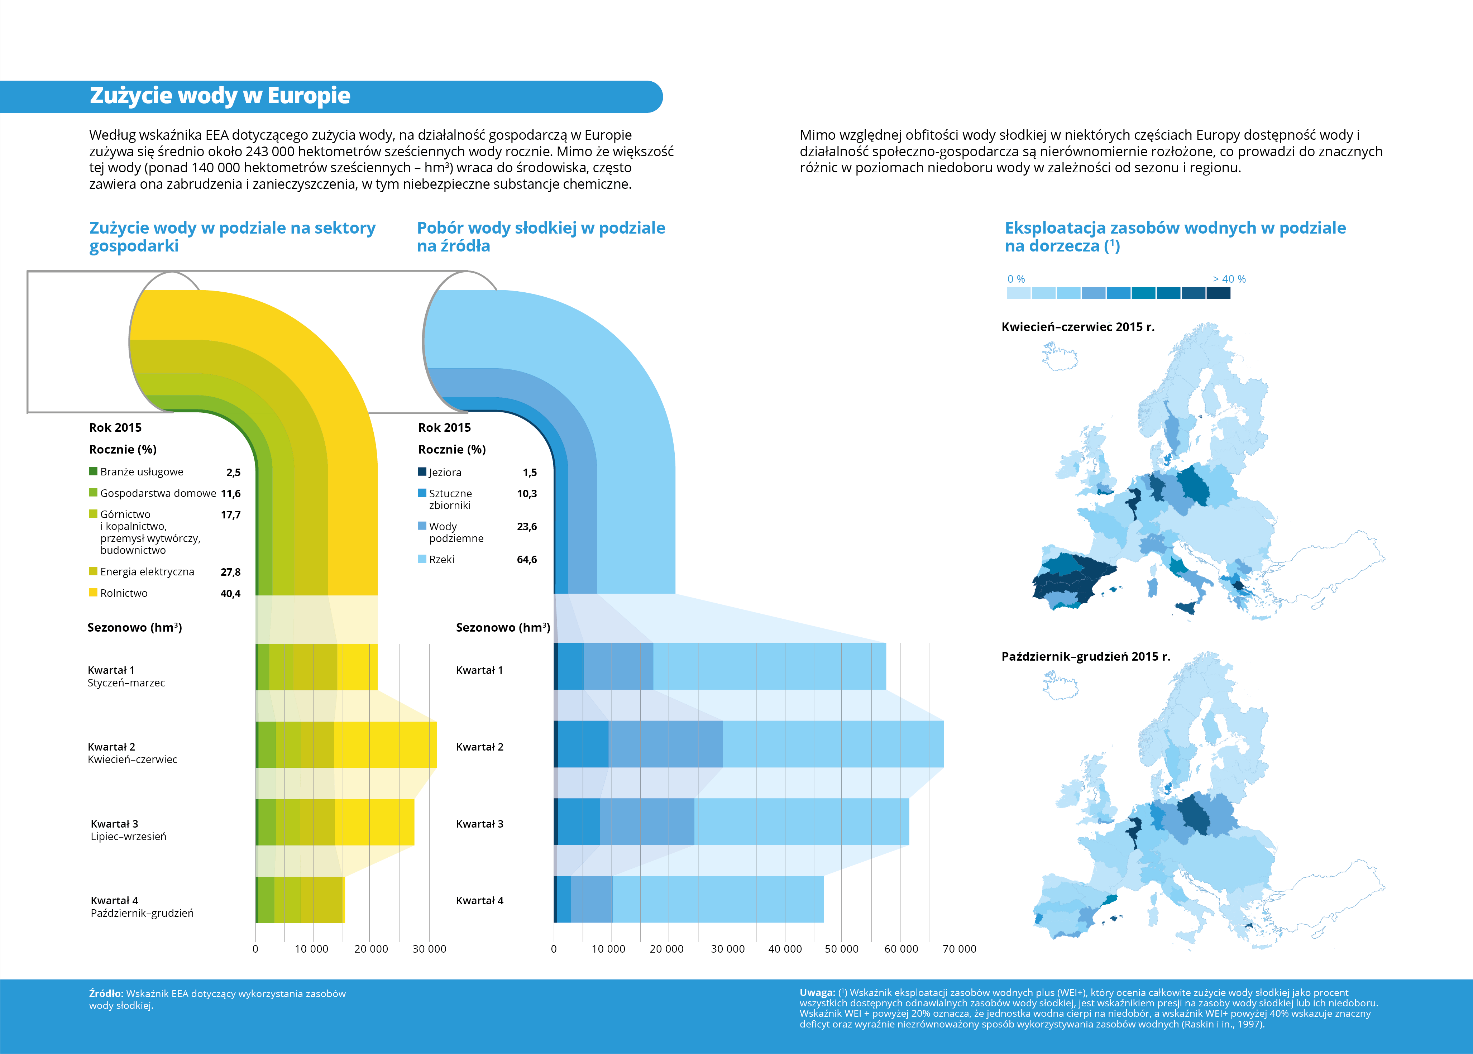 Zużycie wody w Europie
Według wskaźnika EEA dotyczącego zużycia wody, na działalność gospodarczą w Europie
zużywa się średnio około 243 000 hektometrów sześciennych wody rocznie. Mimo że większość
tej wody (ponad 140 000 hektometrów sześciennych – hm³) wraca do środowiska, często
zawiera ona zabrudzenia i zanieczyszczenia, w tym niebezpieczne substancje chemiczne.
Mimo względnej obfitości wody słodkiej w niektórych częściach Europy dostępność wody i
działalność społeczno-gospodarcza są nierównomiernie rozłożone, co prowadzi do znacznych
różnic w poziomach niedoboru wody w zależności od sezonu i regionu.
Zużycie wody w podziale na sektory
gospodarki
Rok 2015
Rocznie (%)
Branże usługowe 2,5
Gospodarstwa domowe 11,6
Górnictwo 17,7
i kopalnictwo,
przemysł wytwórczy,
budownictwo
Energia elektryczna 27,8
Rolnictwo 40,4
Sezonowo (hm³)
Kwartał 1
Styczeń–marzec
Kwartał 2
Kwiecień–czerwiec
Kwartał 3
Lipiec–wrzesień
Kwartał 4
Październik–grudzień
0 10 000 20 000 30 000
Pobór wody słodkiej w podziale
na źródła
Rok 2015
Rocznie (%)
Jeziora 1,5
Sztuczne 10,3
zbiorniki
Wody 23,6
podziemne
Rzeki 64,6
Sezonowo (hm³)
Kwartał 1
Kwartał 2
Kwartał 3
Kwartał 4
0 10 000 20 000 30 000 40 000 50 000 60 000 70 000
Eksploatacja zasobów wodnych w podziale
na dorzecza (¹)
0 % > 40 %
Kwiecień–czerwiec 2015 r.
Październik–grudzień 2015 r.
Źródło: Wskaźnik EEA dotyczący wykorzystania zasobów
wody słodkiej.
Uwaga: (¹) Wskaźnik eksploatacji zasobów wodnych plus (WEI+), który ocenia całkowite zużycie wody słodkiej jako procent
wszystkich dostępnych odnawialnych zasobów wody słodkiej, jest wskaźnikiem presji na zasoby wody słodkiej lub ich niedoboru.
Wskaźnik WEI + powyżej 20% oznacza, że jednostka wodna cierpi na niedobór, a wskaźnik WEI+ powyżej 40% wskazuje znaczny
deficyt oraz wyraźnie niezrównoważony sposób wykorzystywania zasobów wodnych (Raskin i in., 1997).